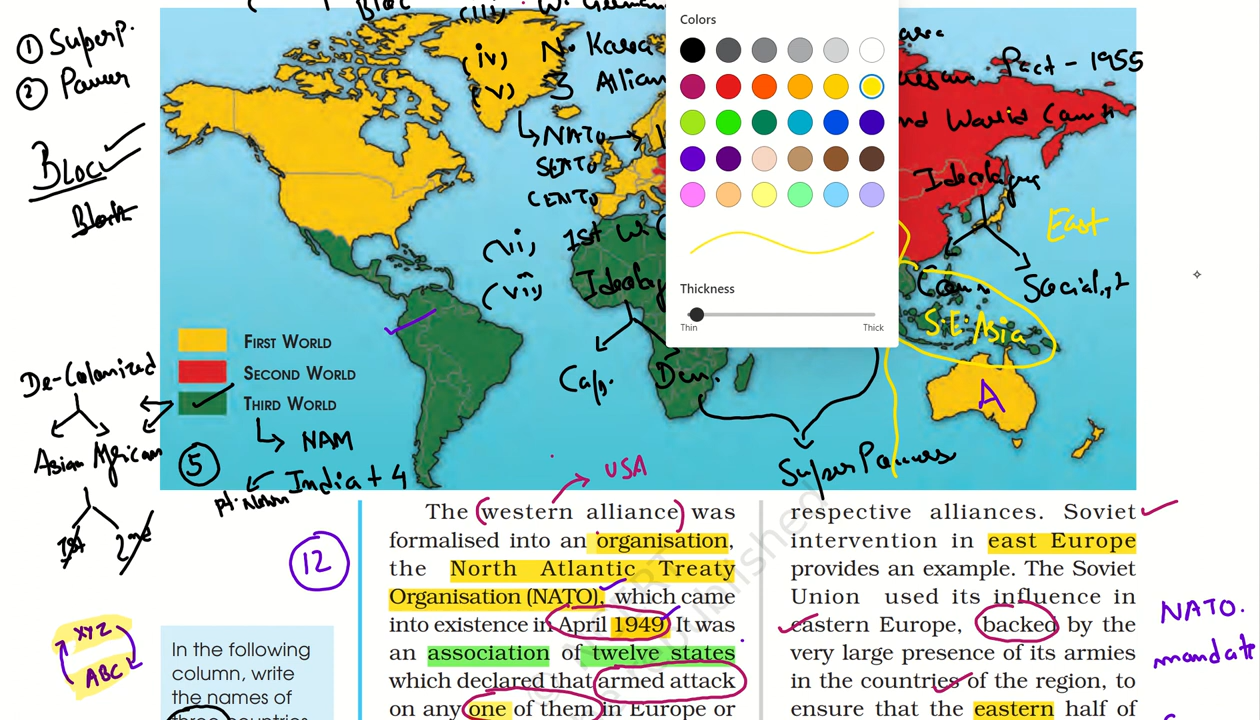 ① Superp.
② Power
Bloc
Block
(iii) W. German
(iv) N. Korea
(v) 3 Allian
NATO
SEATO
CENTO
(vi) 1st W
(vii) Ideology
Cap. Dem.
Pact - 1955
nd World
Ideology
Comm
Social
East
S.E. Asia
A
Super Powers
Colors
Thickness
Thin
Thick
FIRST WORLD
SECOND WORLD
THIRD WORLD
De-Colonized
Asian African
1st 2nd
NAM
India + 4
⑤
USA
⑫
XYZ
ABC
In the following
column, write
the names of
three countries
The western alliance was
formalised into an organisation,
the North Atlantic Treaty
Organisation (NATO), which came
into existence in April 1949. It was
an association of twelve states
which declared that armed attack
on any one of them in Europe or
respective alliances. Soviet
intervention in east Europe
provides an example. The Soviet
Union used its influence in
eastern Europe, backed by the
very large presence of its armies
in the countries of the region, to
ensure that the eastern half of
NATO.
mandate